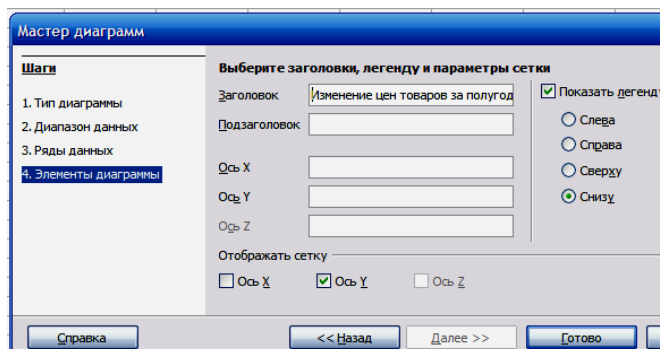 Мастер диаграмм
Шаги
1. Тип диаграммы
2. Диапазон данных
3. Ряды данных
4. Элементы диаграммы
Выберите заголовки, легенду и параметры сетки
Заголовок Изменение цен товаров за полугод
Подзаголовок
Ось X
Ось Y
Ось Z
Показать легенду
Слева
Справа
Сверху
Снизу
Отображать сетку
Ось X Ось Y Ось Z
Справка << Назад Далее >> Готово